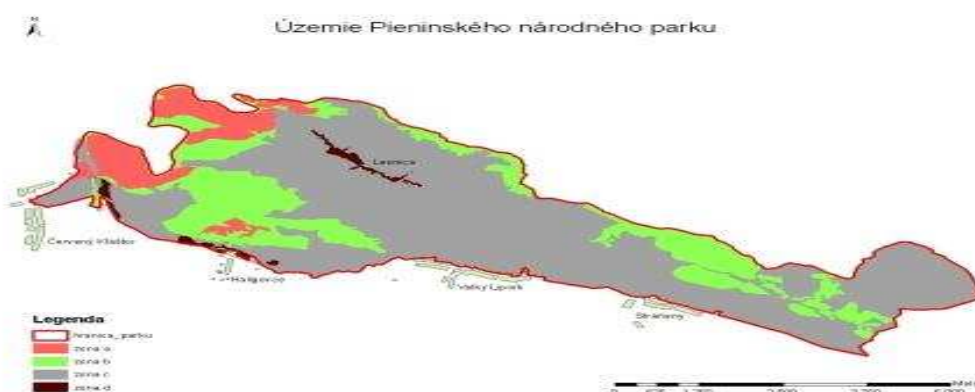 N
Územie Pieninského národného parku
Lesnica
Červený Kláštor
Haligovce
Veľký Lipník
Stráňany
Legenda
hranica_parku
zona a
zona b
zona c
zona d